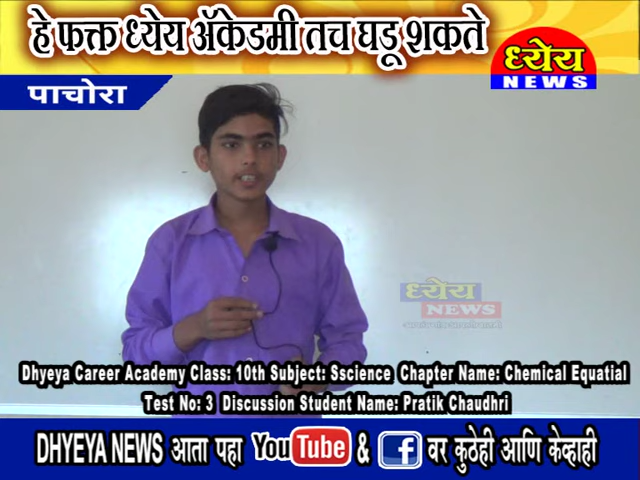 हे फक्त ध्येय ॲकेडमी तच घडू शकते
ध्येय
NEWS
पाचोरा
ध्येय
NEWS
Dhyeya Career Academy Class: 10th Subject: Sscience Chapter Name: Chemical Equatial
Test No: 3 Discussion Student Name: Pratik Chaudhri
DHYEYA NEWS आता पहा YouTube & f वर कुठेही आणि केव्हाही